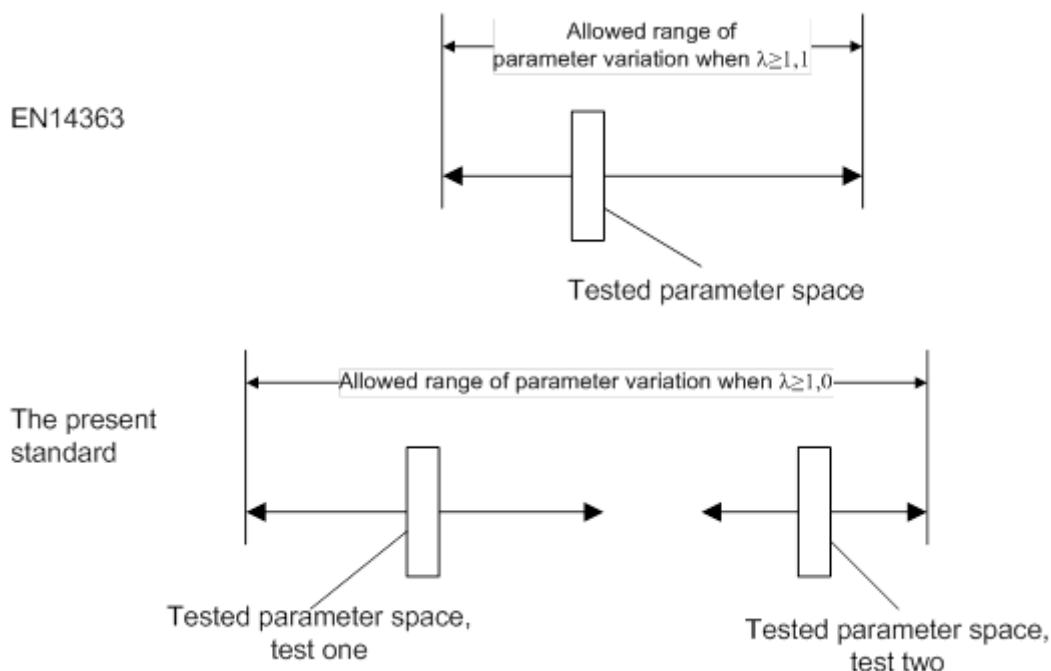 Allowed range of
parameter variation when λ≥1,1
EN14363
Tested parameter space
Allowed range of parameter variation when λ≥1,0
The present
standard
Tested parameter space,
test one
Tested parameter space,
test two